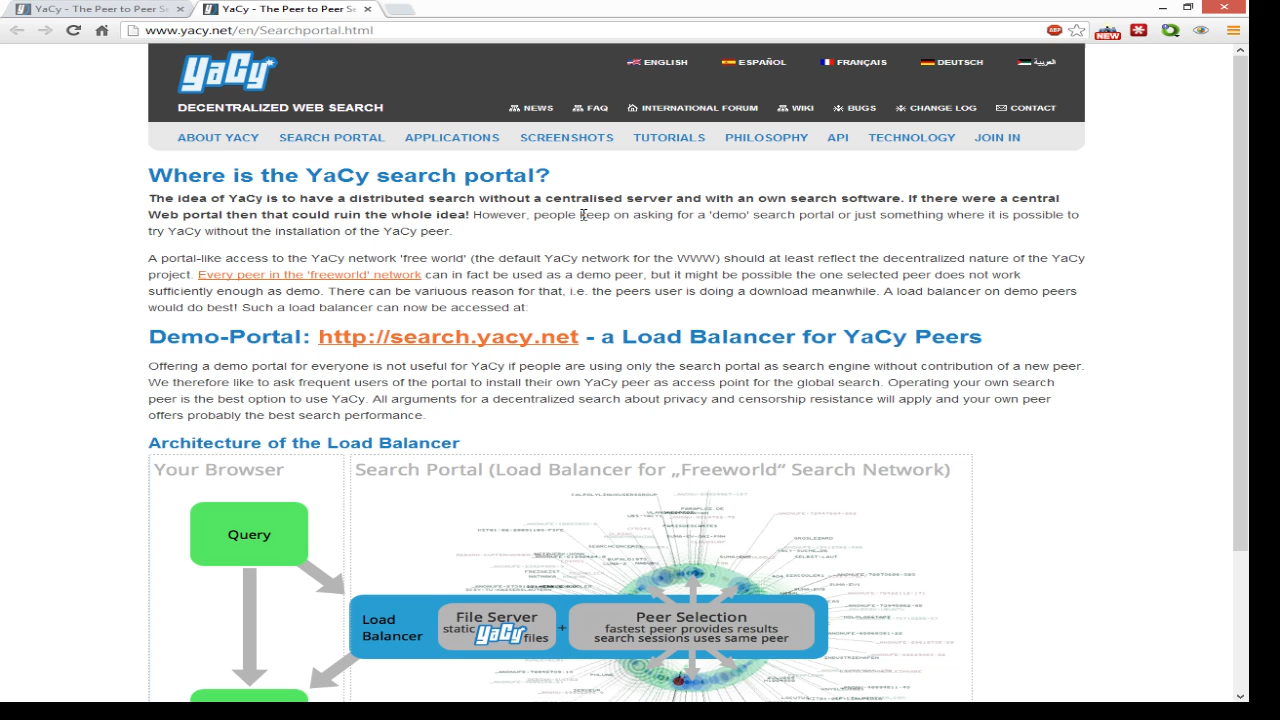 YaCy - The Peer to Peer Se
YaCy - The Peer to Peer Se
www.yacy.net/en/Searchportal.html
ABP
NEW
YaCy
ENGLISH
ESPAÑOL
FRANÇAIS
DEUTSCH
العربية
DECENTRALIZED WEB SEARCH
NEWS
FAQ
INTERNATIONAL FORUM
WIKI
BUGS
CHANGE LOG
CONTACT
ABOUT YACY
SEARCH PORTAL
APPLICATIONS
SCREENSHOTS
TUTORIALS
PHILOSOPHY
API
TECHNOLOGY
JOIN IN
Where is the YaCy search portal?
The idea of YaCy is to have a distributed search without a centralised server and with an own search software. If there were a central
Web portal then that could ruin the whole idea! However, people keep on asking for a 'demo' search portal or just something where it is possible to
try YaCy without the installation of the YaCy peer.
A portal-like access to the YaCy network 'free world' (the default YaCy network for the WWW) should at least reflect the decentralized nature of the YaCy
project. Every peer in the 'freeworld' network can in fact be used as a demo peer, but it might be possible the one selected peer does not work
sufficiently enough as demo. There can be variuous reason for that, i.e. the peers user is doing a download meanwhile. A load balancer on demo peers
would do best! Such a load balancer can now be accessed at:
Demo-Portal: http://search.yacy.net - a Load Balancer for YaCy Peers
Offering a demo portal for everyone is not useful for YaCy if people are using only the search portal as search engine without contribution of a new peer.
We therefore like to ask frequent users of the portal to install their own YaCy peer as access point for the global search. Operating your own search
peer is the best option to use YaCy. All arguments for a decentralized search about privacy and censorship resistance will apply and your own peer
offers probably the best search performance.
Architecture of the Load Balancer
Your Browser
Search Portal (Load Balancer for „Freeworld“ Search Network)
Query
Load
Balancer
File Server
static YaCy files
+
Peer Selection
fastest peer provides results
search sessions uses same peer